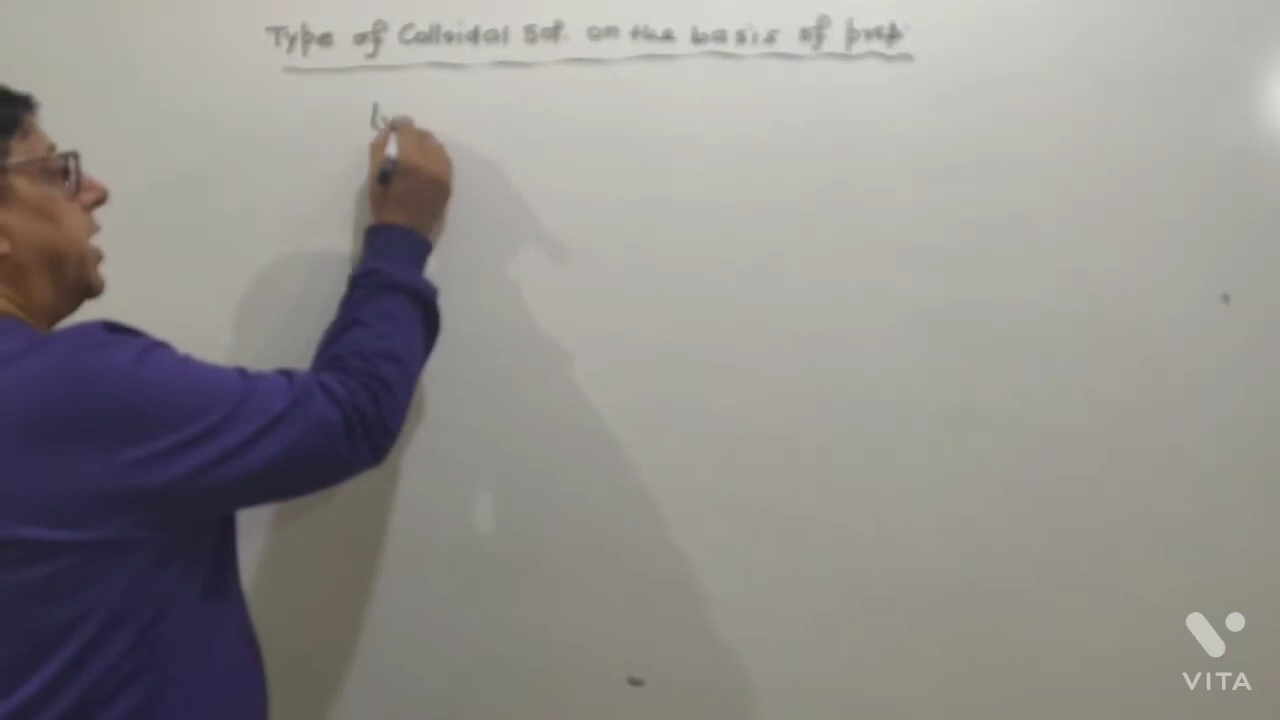 Type of Colloidal Sol. on the basis of prep.
VITA